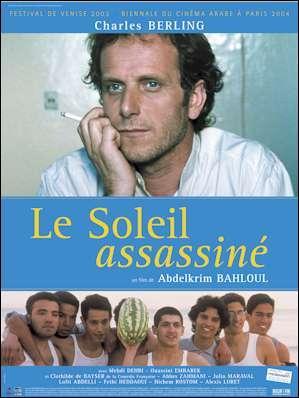 FESTIVAL DE VENISE 2003    BIENNALE DU CINÉMA ARABE À PARIS 2004
Charles BERLING
Le Soleil
assassiné
un film de Abdelkrim BAHLOUL
avec Mehdi DEHBI - Ouassini EMBAREK
et Clotilde de BAYSER de la Comédie Française - Abbes ZAHMANI - Julia MARAVAL
Lotfi ABDELLI - Fethi HEDDAOUI - Hichem ROSTOM - Alexis LORET